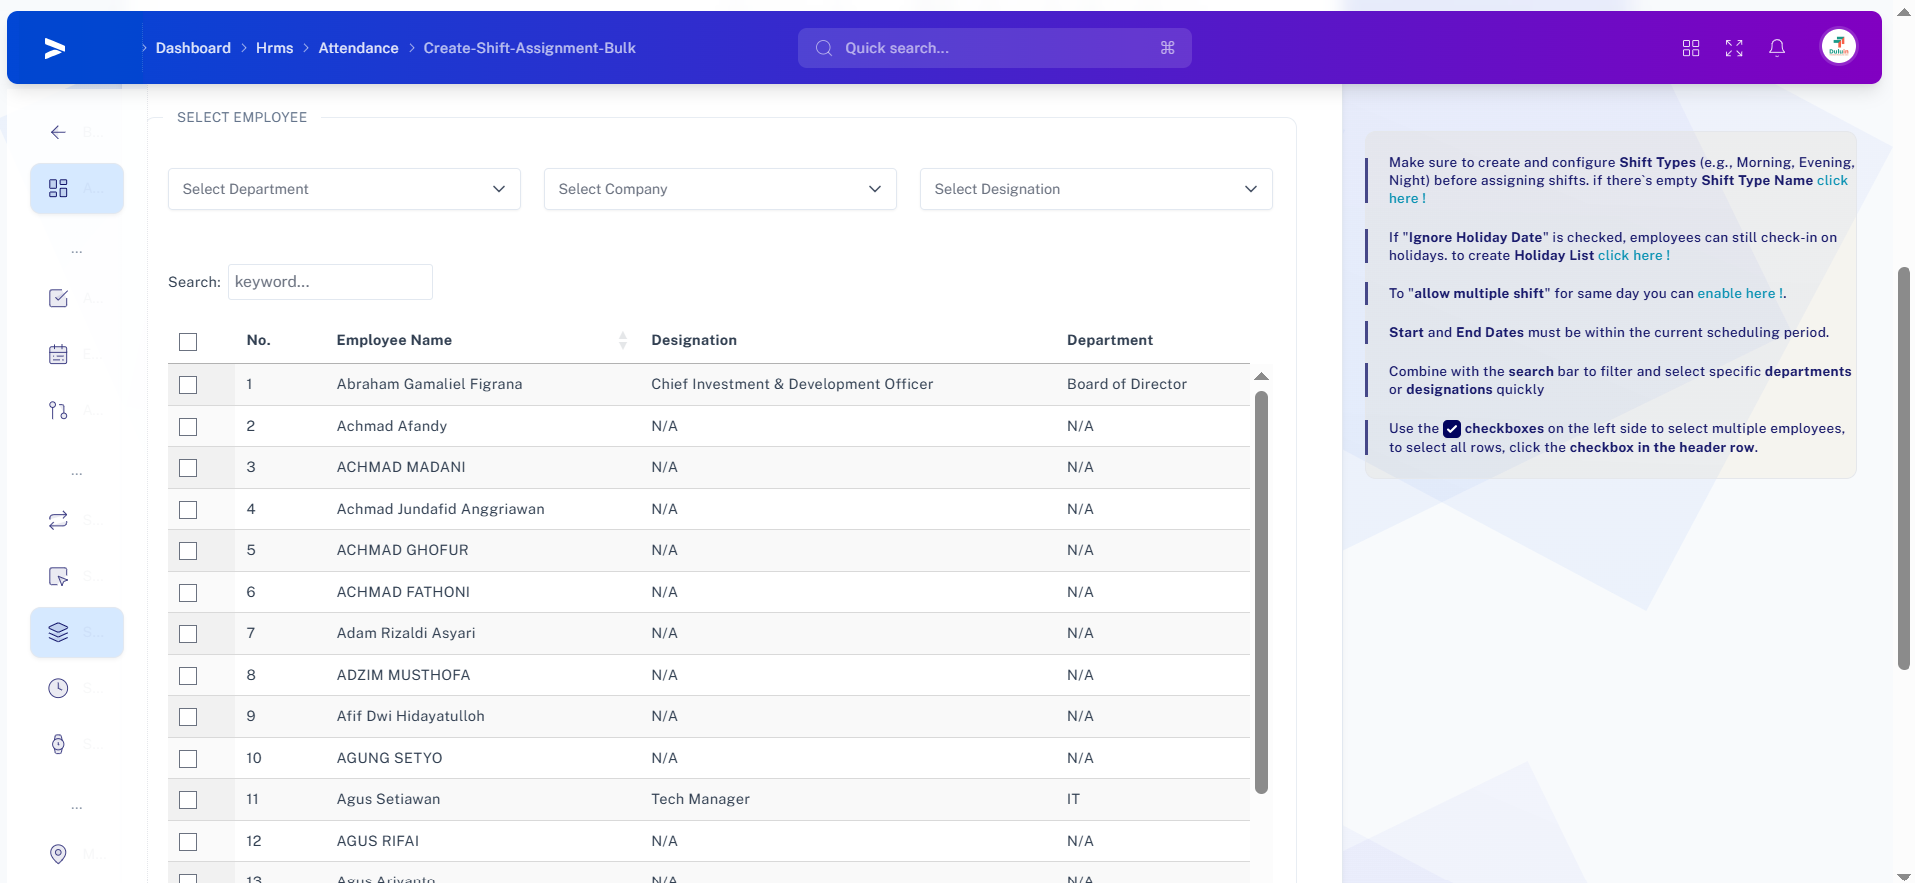 Dashboard > Hrms > Attendance > Create-Shift-Assignment-Bulk
Quick search...
⌘
Duluin
SELECT EMPLOYEE
Select Department
Select Company
Select Designation
Search: keyword...
No. Employee Name Designation Department
1 Abraham Gamaliel Figrana Chief Investment & Development Officer Board of Director
2 Achmad Afandy N/A N/A
3 ACHMAD MADANI N/A N/A
4 Achmad Jundafid Anggriawan N/A N/A
5 ACHMAD GHOFUR N/A N/A
6 ACHMAD FATHONI N/A N/A
7 Adam Rizaldi Asyari N/A N/A
8 ADZIM MUSTHOFA N/A N/A
9 Afif Dwi Hidayatulloh N/A N/A
10 AGUNG SETYO N/A N/A
11 Agus Setiawan Tech Manager IT
12 AGUS RIFAI N/A N/A
13 Agus Ariyanto N/A N/A
Make sure to create and configure Shift Types (e.g., Morning, Evening,
Night) before assigning shifts. if there`s empty Shift Type Name click
here !
If "Ignore Holiday Date" is checked, employees can still check-in on
holidays. to create Holiday List click here !
To "allow multiple shift" for same day you can enable here !.
Start and End Dates must be within the current scheduling period.
Combine with the search bar to filter and select specific departments
or designations quickly
Use the checkboxes on the left side to select multiple employees,
to select all rows, click the checkbox in the header row.